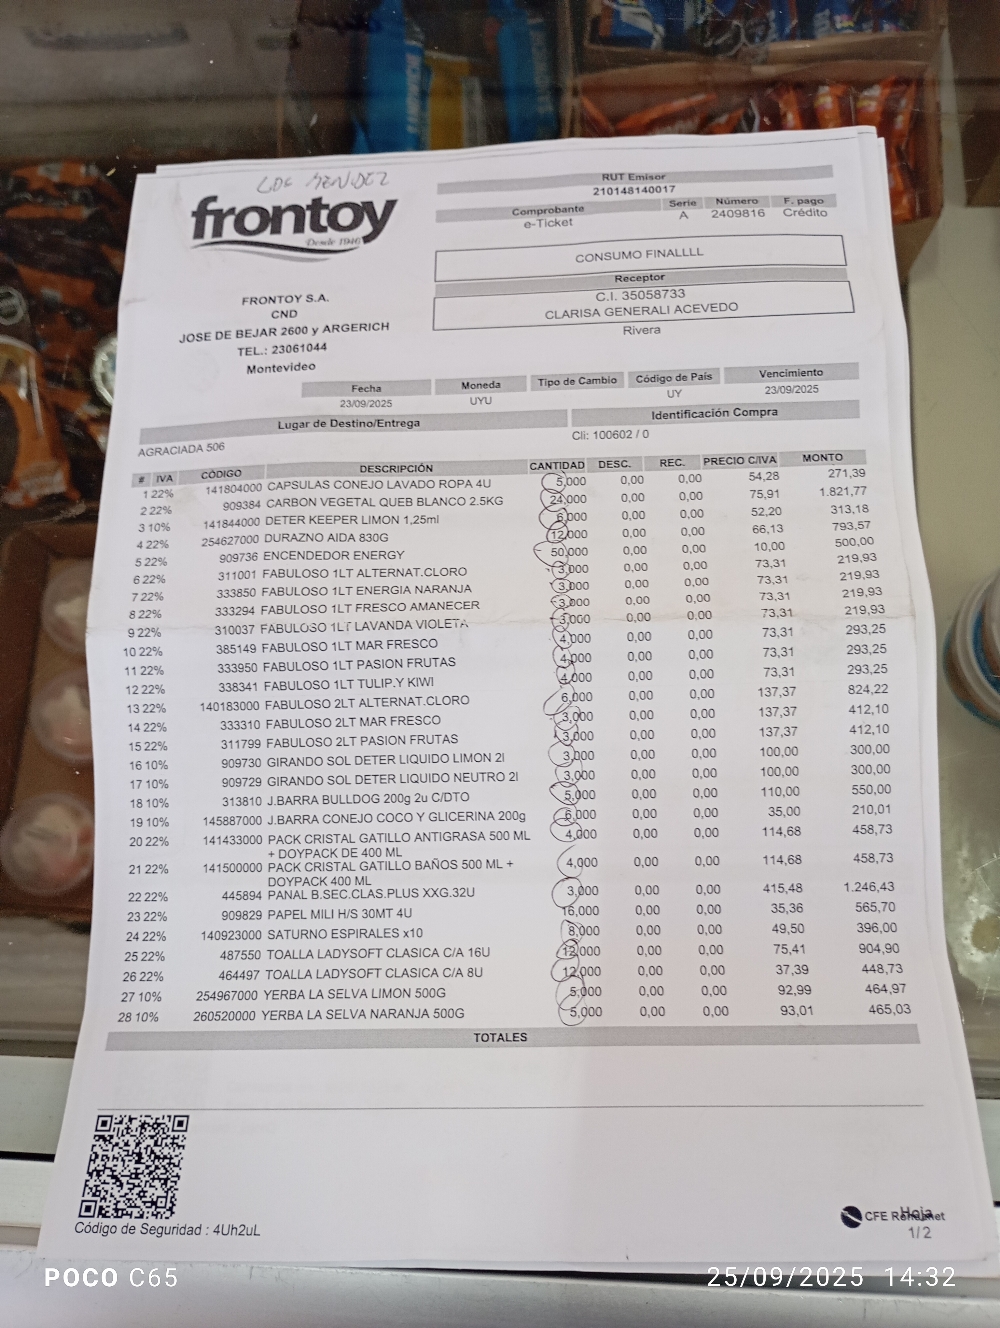 LOS MENDEZ
frontoy
Desde 1940
RUT Emisor
210148140017
Comprobante Serie Número F. pago
e-Ticket A 2409816 Crédito
CONSUMO FINALLLL
Receptor
C.I. 35058733
CLARISA GENERALI ACEVEDO
Rivera
FRONTOY S.A.
CND
JOSE DE BEJAR 2600 y ARGERICH
TEL.: 23061044
Montevideo
Fecha Moneda Tipo de Cambio Código de País Vencimiento
23/09/2025 UYU UY 23/09/2025
Lugar de Destino/Entrega Identificación Compra
AGRACIADA 506 Cli: 100602 / 0
# IVA CÓDIGO DESCRIPCIÓN CANTIDAD DESC. REC. PRECIO C/IVA MONTO
1 22% 141804000 CAPSULAS CONEJO LAVADO ROPA 4U 5,000 0,00 0,00 54,28 271,39
2 22% 909384 CARBON VEGETAL QUEB BLANCO 2.5KG 24,000 0,00 0,00 75,91 1.821,77
3 10% 141844000 DETER KEEPER LIMON 1,25ml 6,000 0,00 0,00 52,20 313,18
4 22% 254627000 DURAZNO AIDA 830G 12,000 0,00 0,00 66,13 793,57
5 22% 909736 ENCENDEDOR ENERGY 50,000 0,00 0,00 10,00 500,00
6 22% 311001 FABULOSO 1LT ALTERNAT.CLORO 3,000 0,00 0,00 73,31 219,93
7 22% 333850 FABULOSO 1LT ENERGIA NARANJA 3,000 0,00 0,00 73,31 219,93
8 22% 333294 FABULOSO 1LT FRESCO AMANECER 3,000 0,00 0,00 73,31 219,93
9 22% 310037 FABULOSO 1LT LAVANDA VIOLETA 3,000 0,00 0,00 73,31 219,93
10 22% 385149 FABULOSO 1LT MAR FRESCO 4,000 0,00 0,00 73,31 293,25
11 22% 333950 FABULOSO 1LT PASION FRUTAS 4,000 0,00 0,00 73,31 293,25
12 22% 338341 FABULOSO 1LT TULIP.Y KIWI 4,000 0,00 0,00 73,31 293,25
13 22% 140183000 FABULOSO 2LT ALTERNAT.CLORO 6,000 0,00 0,00 137,37 824,22
14 22% 333310 FABULOSO 2LT MAR FRESCO 3,000 0,00 0,00 137,37 412,10
15 22% 311799 FABULOSO 2LT PASION FRUTAS 3,000 0,00 0,00 137,37 412,10
16 10% 909730 GIRANDO SOL DETER LIQUIDO LIMON 2l 3,000 0,00 0,00 100,00 300,00
17 10% 909729 GIRANDO SOL DETER LIQUIDO NEUTRO 2l 3,000 0,00 0,00 100,00 300,00
18 10% 313810 J.BARRA BULLDOG 200g 2u C/DTO 5,000 0,00 0,00 110,00 550,00
19 10% 145887000 J.BARRA CONEJO COCO Y GLICERINA 200g 6,000 0,00 0,00 35,00 210,01
20 22% 141433000 PACK CRISTAL GATILLO ANTIGRASA 500 ML 4,000 0,00 0,00 114,68 458,73
+ DOYPACK DE 400 ML
21 22% 141500000 PACK CRISTAL GATILLO BAÑOS 500 ML + 4,000 0,00 0,00 114,68 458,73
DOYPACK 400 ML
22 22% 445894 PANAL B.SEC.CLAS.PLUS XXG.32U 3,000 0,00 0,00 415,48 1.246,43
23 22% 909829 PAPEL MILI H/S 30MT 4U 16,000 0,00 0,00 35,36 565,70
24 22% 140923000 SATURNO ESPIRALES x10 8,000 0,00 0,00 49,50 396,00
25 22% 487550 TOALLA LADYSOFT CLASICA C/A 16U 12,000 0,00 0,00 75,41 904,90
26 22% 464497 TOALLA LADYSOFT CLASICA C/A 8U 12,000 0,00 0,00 37,39 448,73
27 10% 254967000 YERBA LA SELVA LIMON 500G 5,000 0,00 0,00 92,99 464,97
28 10% 260520000 YERBA LA SELVA NARANJA 500G 5,000 0,00 0,00 93,01 465,03
TOTALES
Código de Seguridad : 4Uh2uL
CFE
Hoja
1/2
POCO C65
25/09/2025 14:32